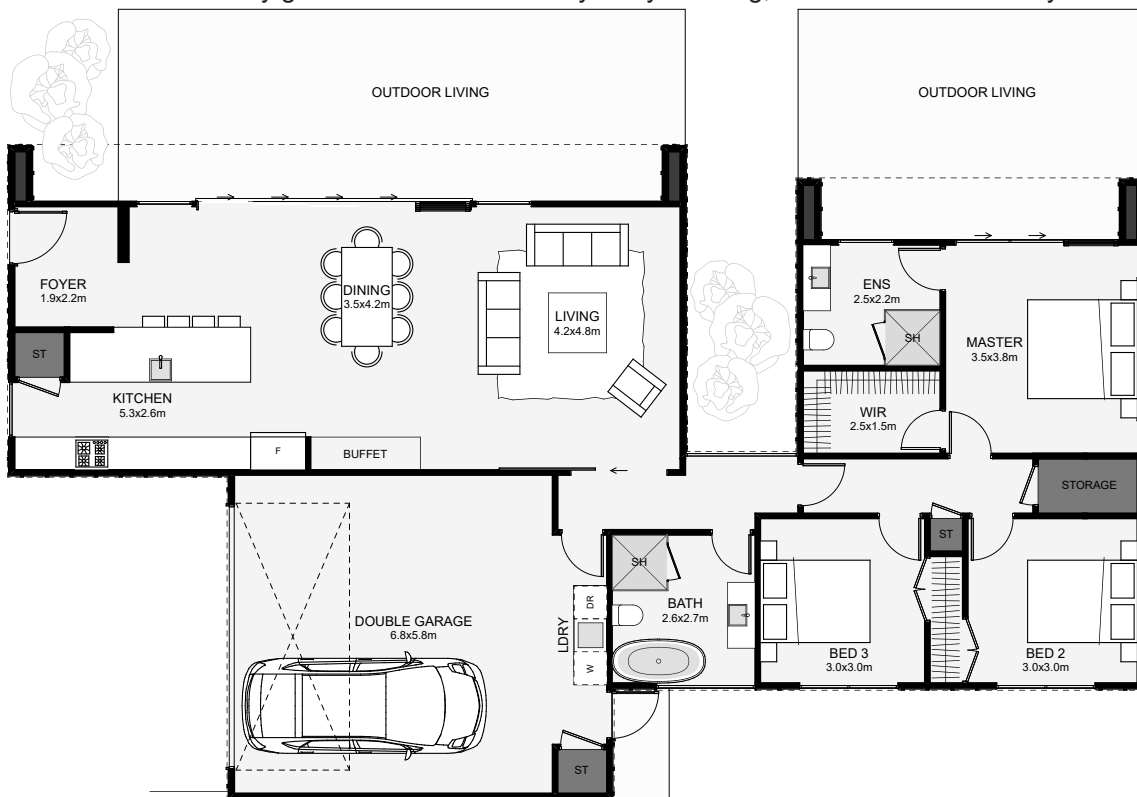 OUTDOOR LIVING
OUTDOOR LIVING
FOYER
1.9x2.2m
DINING
3.5x4.2m
LIVING
4.2x4.8m
ENS
2.5x2.2m
SH
MASTER
3.5x3.8m
ST
KITCHEN
5.3x2.6m
WIR
2.5x1.5m
F
BUFFET
STORAGE
ST
SH
DR
BATH
2.6x2.7m
LDRY
DOUBLE GARAGE
6.8x5.8m
W
BED 3
3.0x3.0m
BED 2
3.0x3.0m
ST